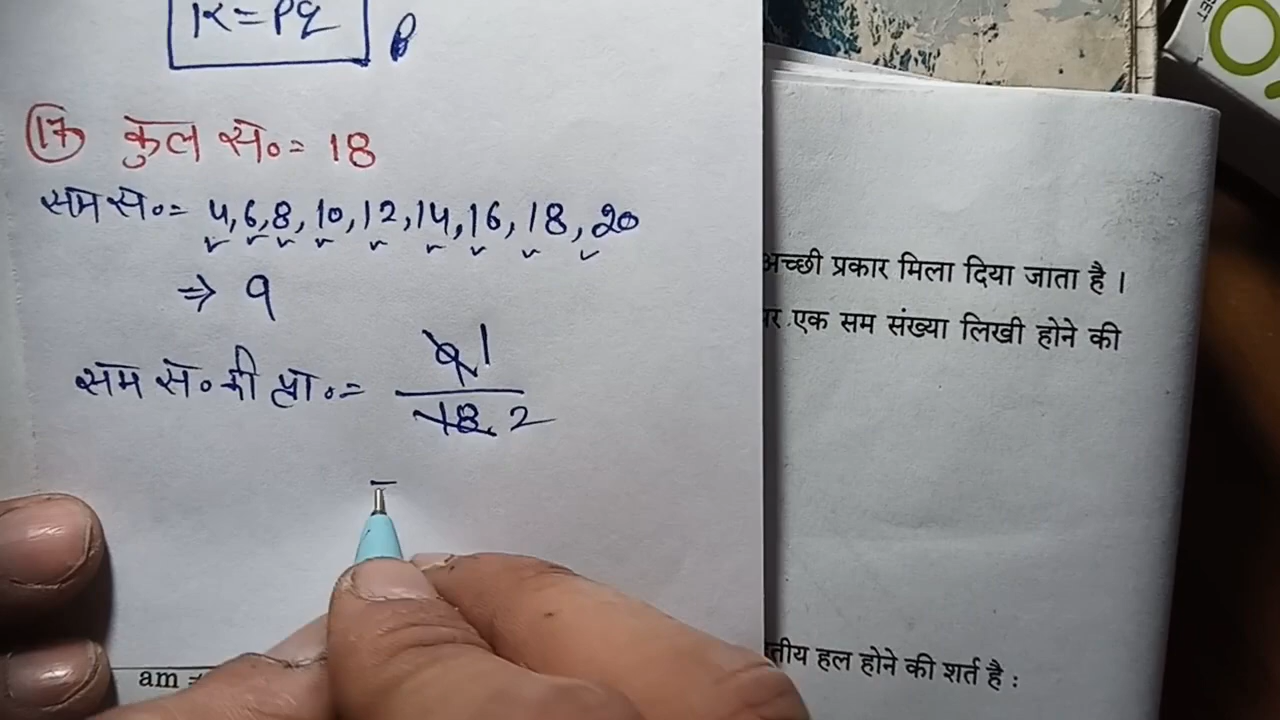 K=pq
(17) कुल सं०= 18
सम सं०= 4, 6, 8, 10, 12, 14, 16, 18, 20
⇒ 9
सम सं० की प्रा०= 9 1
18 2
अच्छी प्रकार मिला दिया जाता है ।
पर एक सम संख्या लिखी होने की
तीय हल होने की शर्त है :
am